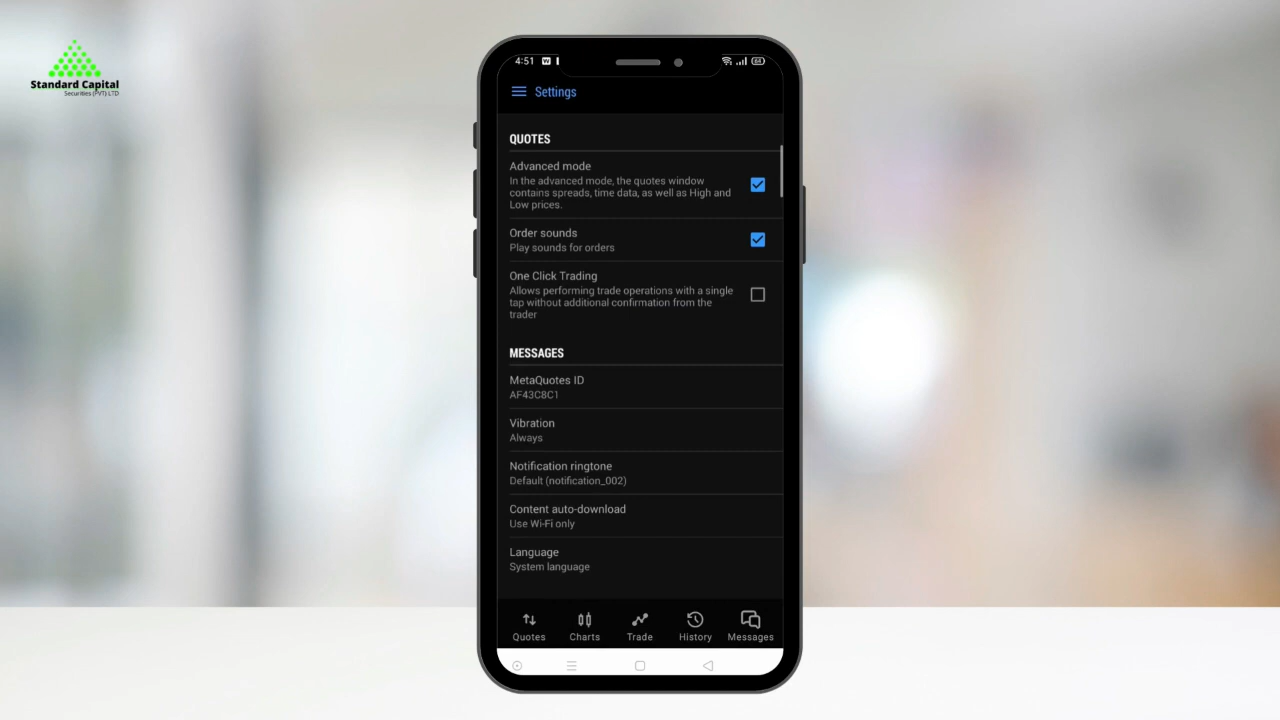 Standard Capital
Securities (PVT) LTD
4:51
64
Settings
QUOTES
Advanced mode
In the advanced mode, the quotes window
contains spreads, time data, as well as High and
Low prices.
Order sounds
Play sounds for orders
One Click Trading
Allows performing trade operations with a single
tap without additional confirmation from the
trader
MESSAGES
MetaQuotes ID
AF43C8C1
Vibration
Always
Notification ringtone
Default (notification_002)
Content auto-download
Use Wi-Fi only
Language
System language
Quotes Charts Trade History Messages